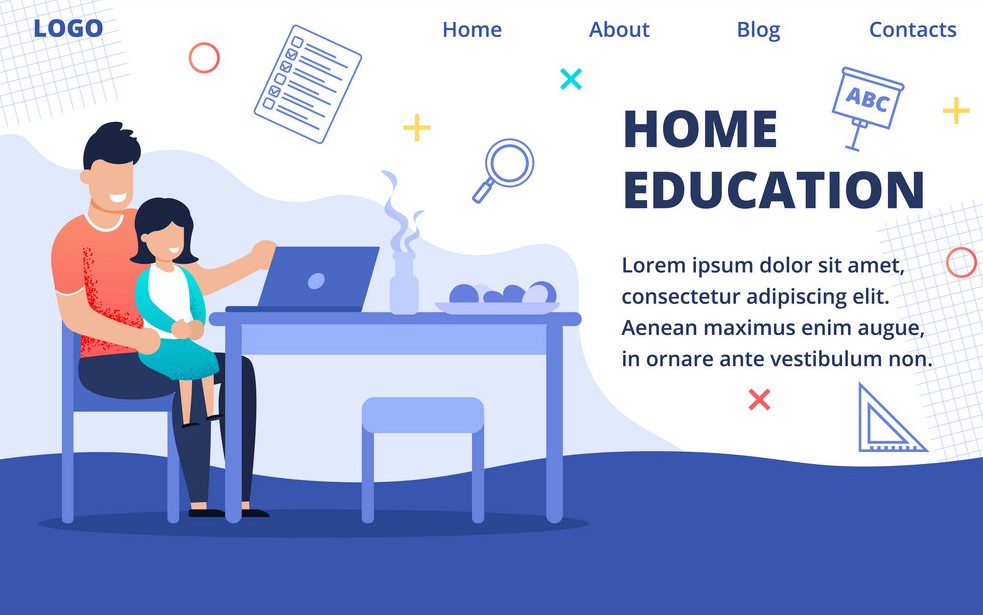 LOGO
Home
About
Blog
Contacts
ABC
HOME
EDUCATION
Lorem ipsum dolor sit amet,
consectetur adipiscing elit.
Aenean maximus enim augue,
in ornare ante vestibulum non.